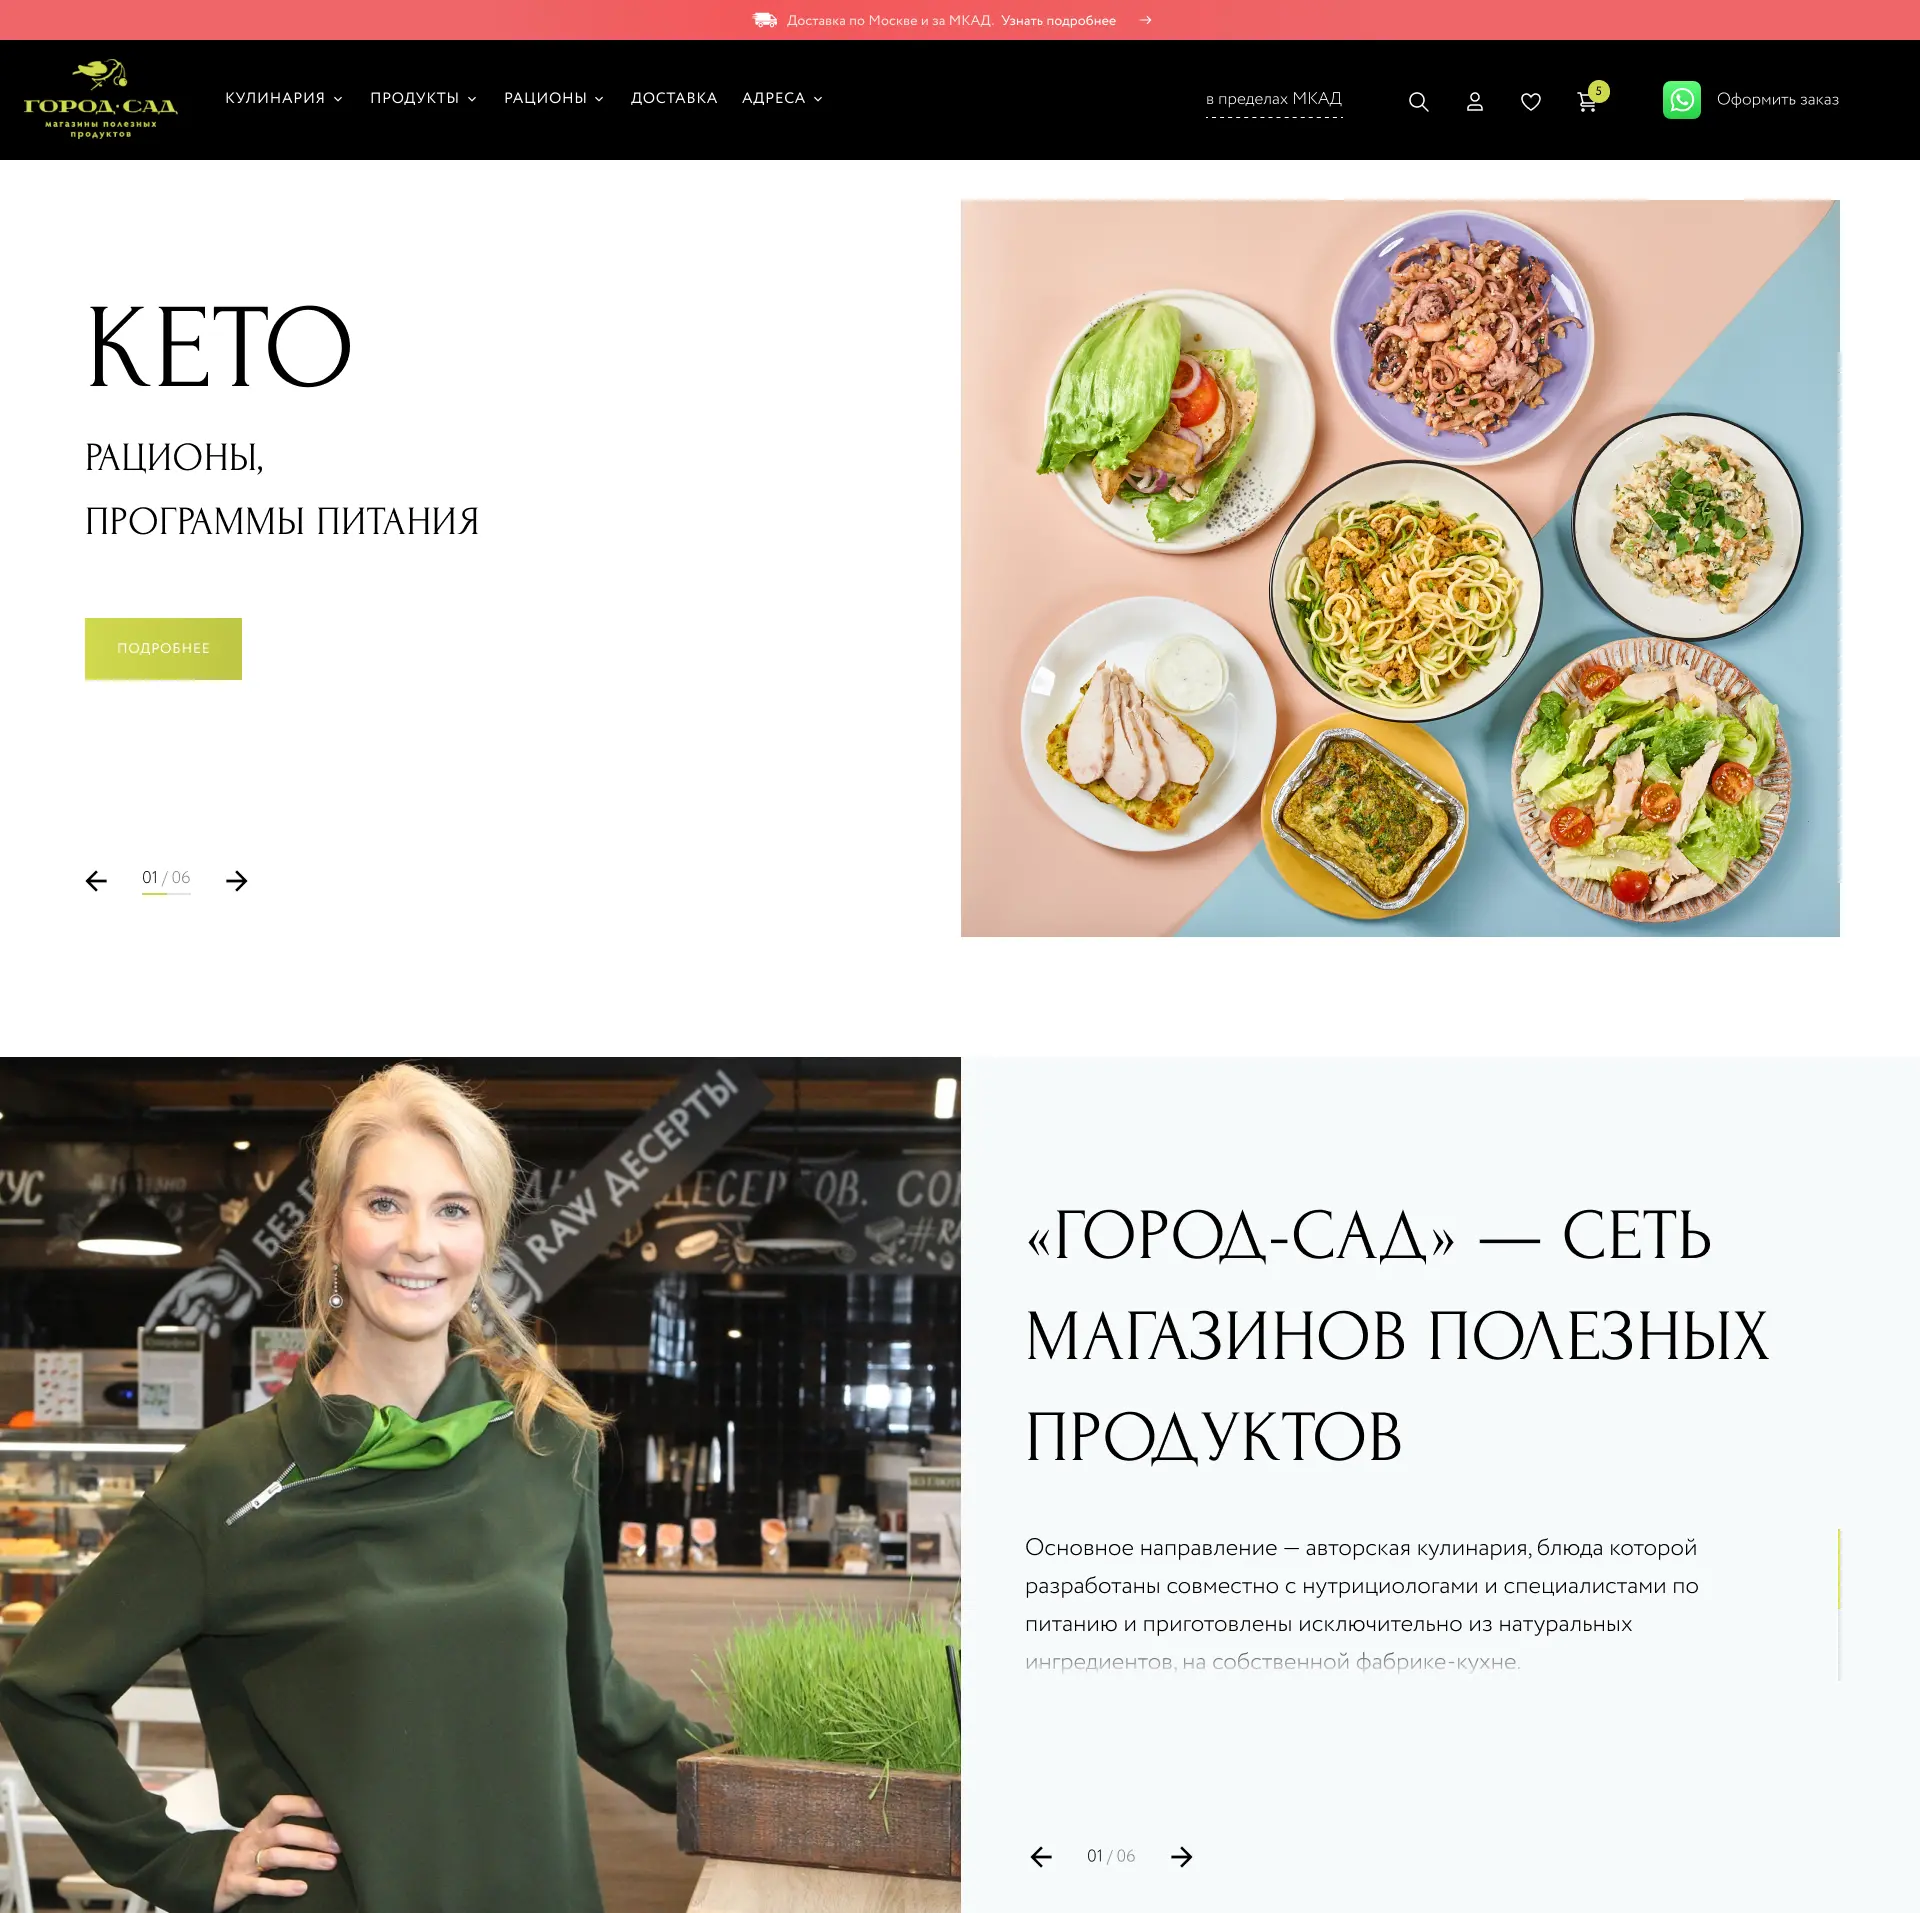 Доставка по Москве и за МКАД. Узнать подробнее
ГОРОД·САД
магазины полезных
продуктов
КУЛИНАРИЯ
ПРОДУКТЫ
РАЦИОНЫ
ДОСТАВКА
АДРЕСА
в пределах МКАД
5
Оформить заказ
КЕТО
РАЦИОНЫ,
ПРОГРАММЫ ПИТАНИЯ
ПОДРОБНЕЕ
01 / 06
БЕЗ
RAW ДЕСЕРТЫ
«ГОРОД-САД» — СЕТЬ
МАГАЗИНОВ ПОЛЕЗНЫХ
ПРОДУКТОВ
Основное направление — авторская кулинария, блюда которой
разработаны совместно с нутрициологами и специалистами по
питанию и приготовлены исключительно из натуральных
ингредиентов, на собственной фабрике-кухне.
01 / 06